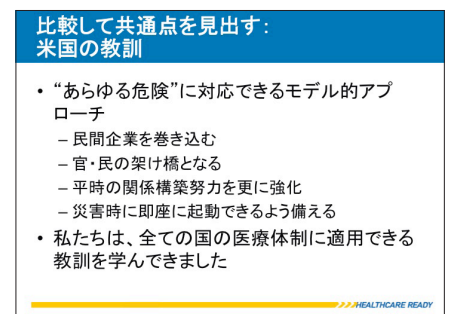 比較して共通点を見出す：
米国の教訓
• “あらゆる危険”に対応できるモデル的アプ
ローチ
– 民間企業を巻き込む
– 官・民の架け橋となる
– 平時の関係構築努力を更に強化
– 災害時に即座に起動できるよう備える
• 私たちは、全ての国の医療体制に適用できる
教訓を学んできました
HEALTHCARE READY